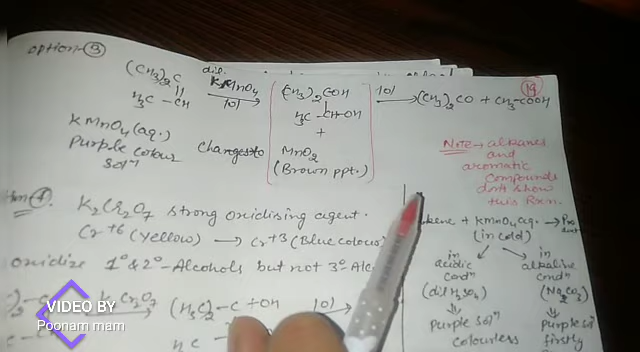 option-③
(CH3)2C
||
H3C - CH
dil.
KMnO4
[O]
(CH3)2COH
H3C - CH-OH
+
MnO2
(Brown ppt.)
[O]
(CH3)2CO + CH3-COOH
19
KMnO4(aq.)
Purple colour
soln
changes to
NOTE → alkanes
and
aromatic
compounds
don't show
this Rxn.
K2Cr2O7 strong oxidising agent.
Cr+6 (yellow) → Cr+3 (Blue colour)
oxidize 1° & 2°-Alcohols but not 3°-Alc
K2Cr2O7
(H3C)2-C+OH
[O]
+ KMnO4 aq. →
(in cold)
in
acidic
condn
(dil H2SO4)
Purple soln
colourless
in
alkaline
condn
(Na2CO3)
purple soln
firstly
VIDEO BY
Poonam mam